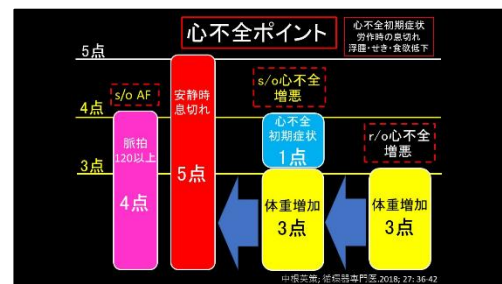 心不全ポイント
心不全初期症状
労作時の息切れ
浮腫・せき・食欲低下
5点
4点
3点
s/o AF
脈拍
120以上
4点
安静時
息切れ
5点
s/o心不全
増悪
心不全
初期症状
1点
体重増加
3点
r/o心不全
増悪
体重増加
3点
中根英策; 循環器専門医.2018; 27: 36-42